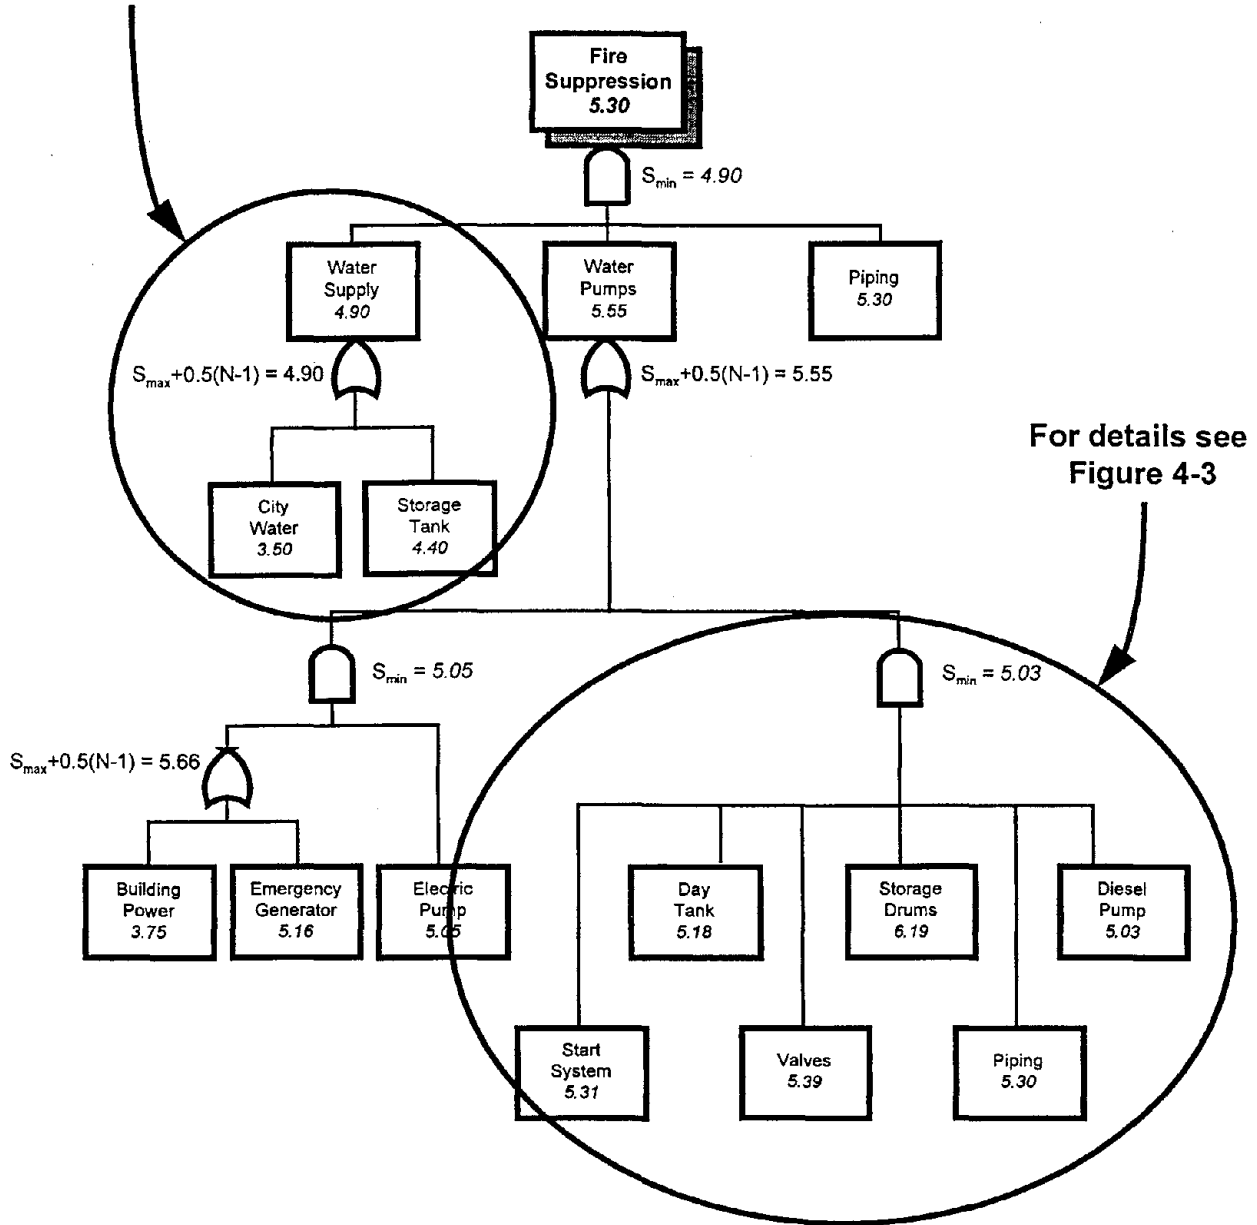 Fire
Suppression
5.30
Smin = 4.90
Water
Supply
4.90
Water
Pumps
5.55
Piping
5.30
Smax+0.5(N-1) = 4.90
Smax+0.5(N-1) = 5.55
For details see
Figure 4-3
City
Water
3.50
Storage
Tank
4.40
Smin = 5.05
Smin = 5.03
Smax+0.5(N-1) = 5.66
Building
Power
3.75
Emergency
Generator
5.16
Electric
Pump
5.05
Day
Tank
5.18
Storage
Drums
6.19
Diesel
Pump
5.03
Start
System
5.31
Valves
5.39
Piping
5.30